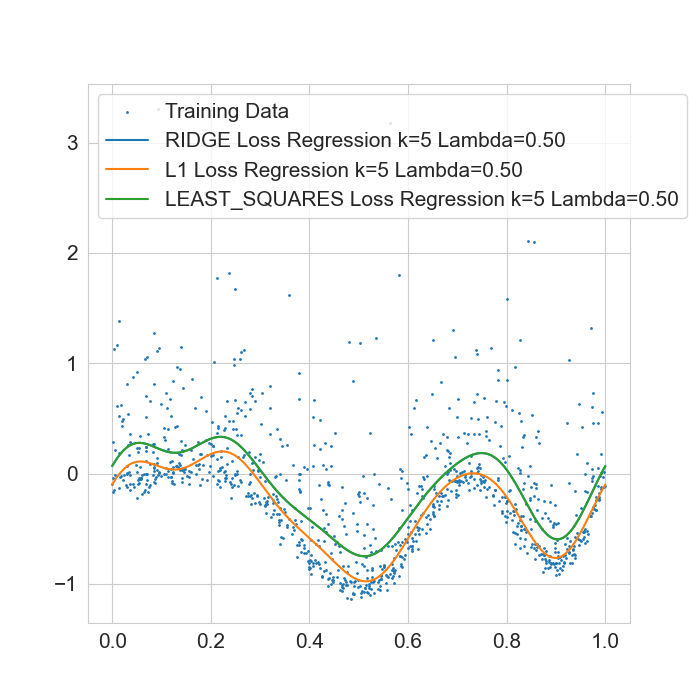 Training Data
RIDGE Loss Regression k=5 Lambda=0.50
L1 Loss Regression k=5 Lambda=0.50
LEAST_SQUARES Loss Regression k=5 Lambda=0.50
3
2
1
0
−1
0.0 0.2 0.4 0.6 0.8 1.0